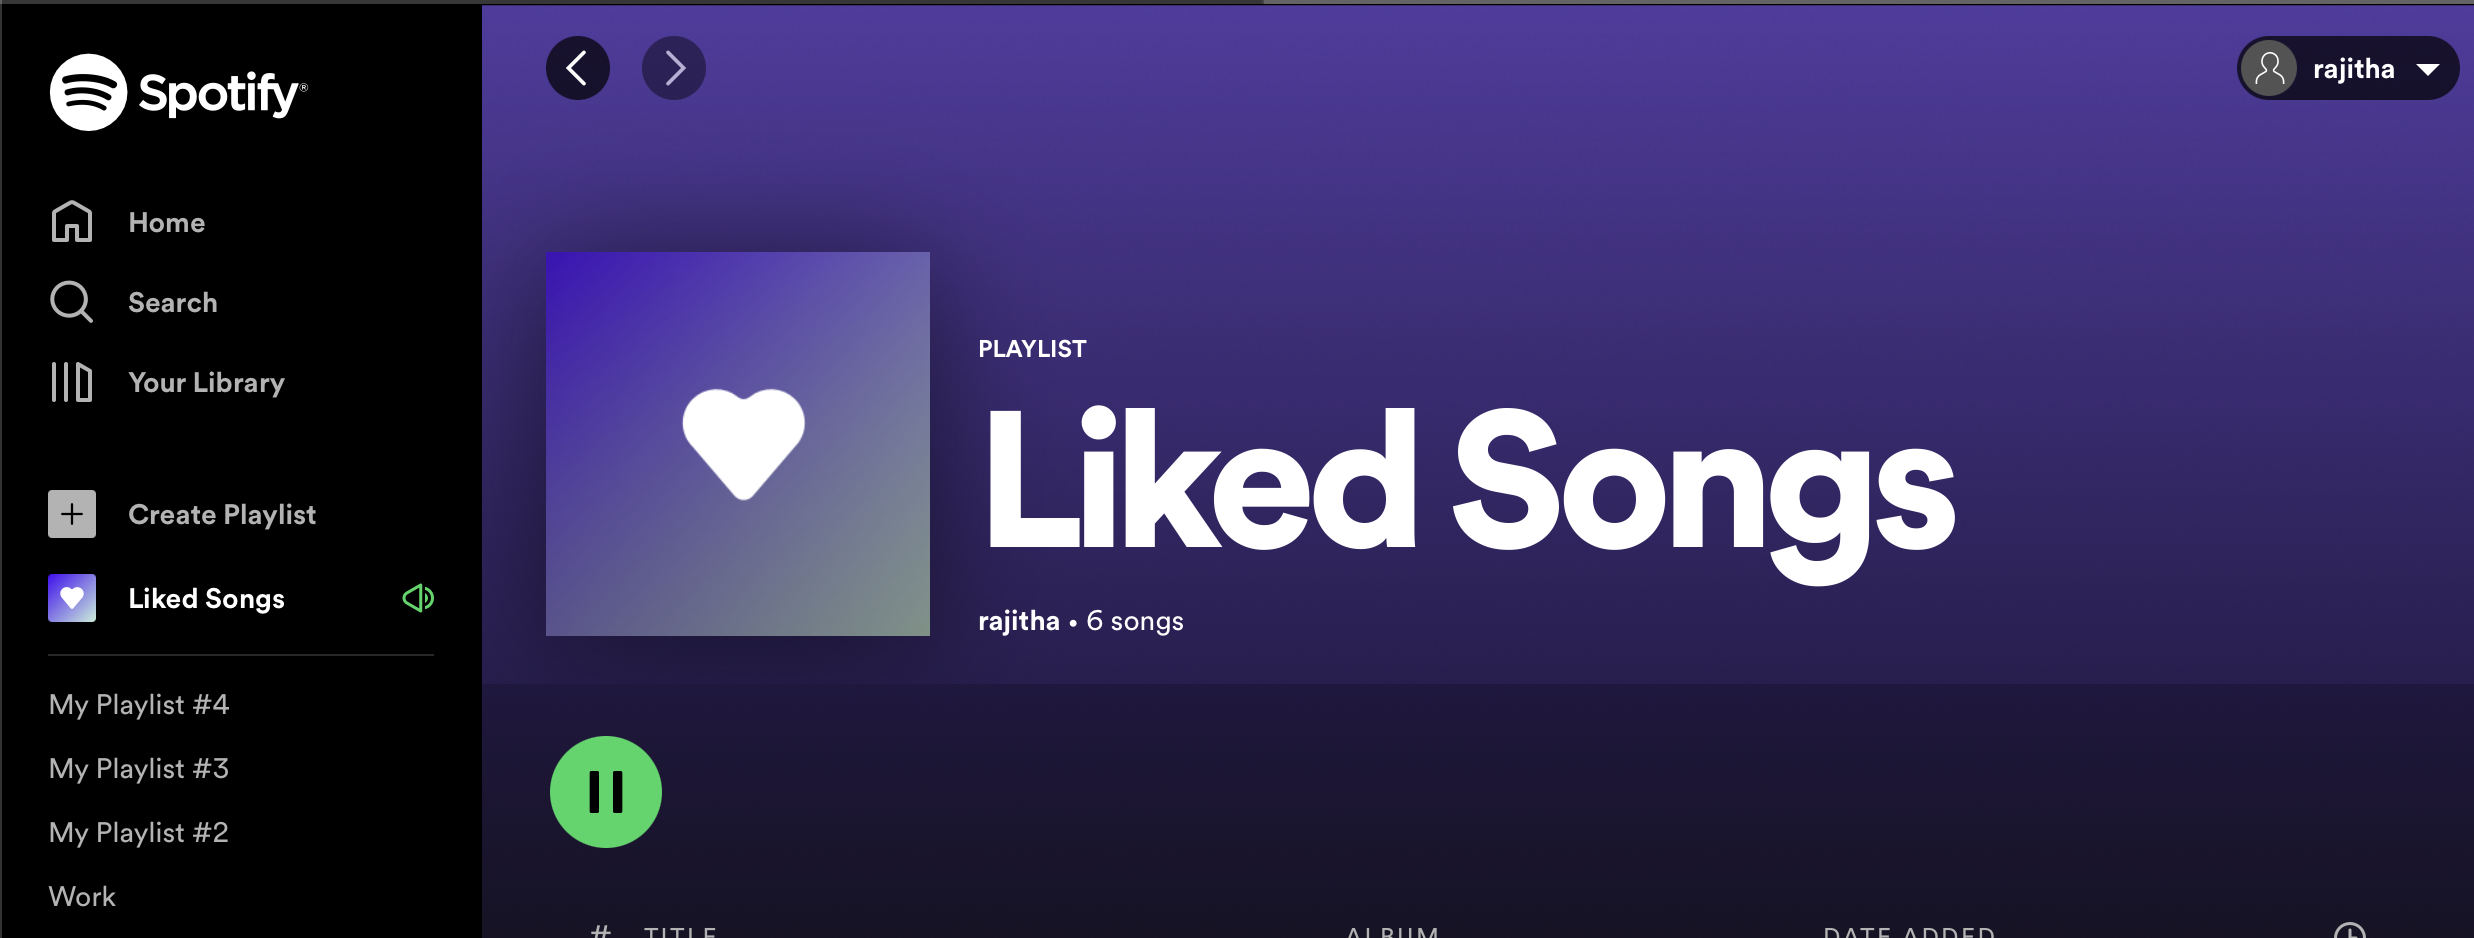 Spotify®
Home
Search
Your Library
Create Playlist
Liked Songs
My Playlist #4
My Playlist #3
My Playlist #2
Work
rajitha
PLAYLIST
Liked Songs
rajitha • 6 songs
# TITLE ALBUM DATE ADDED